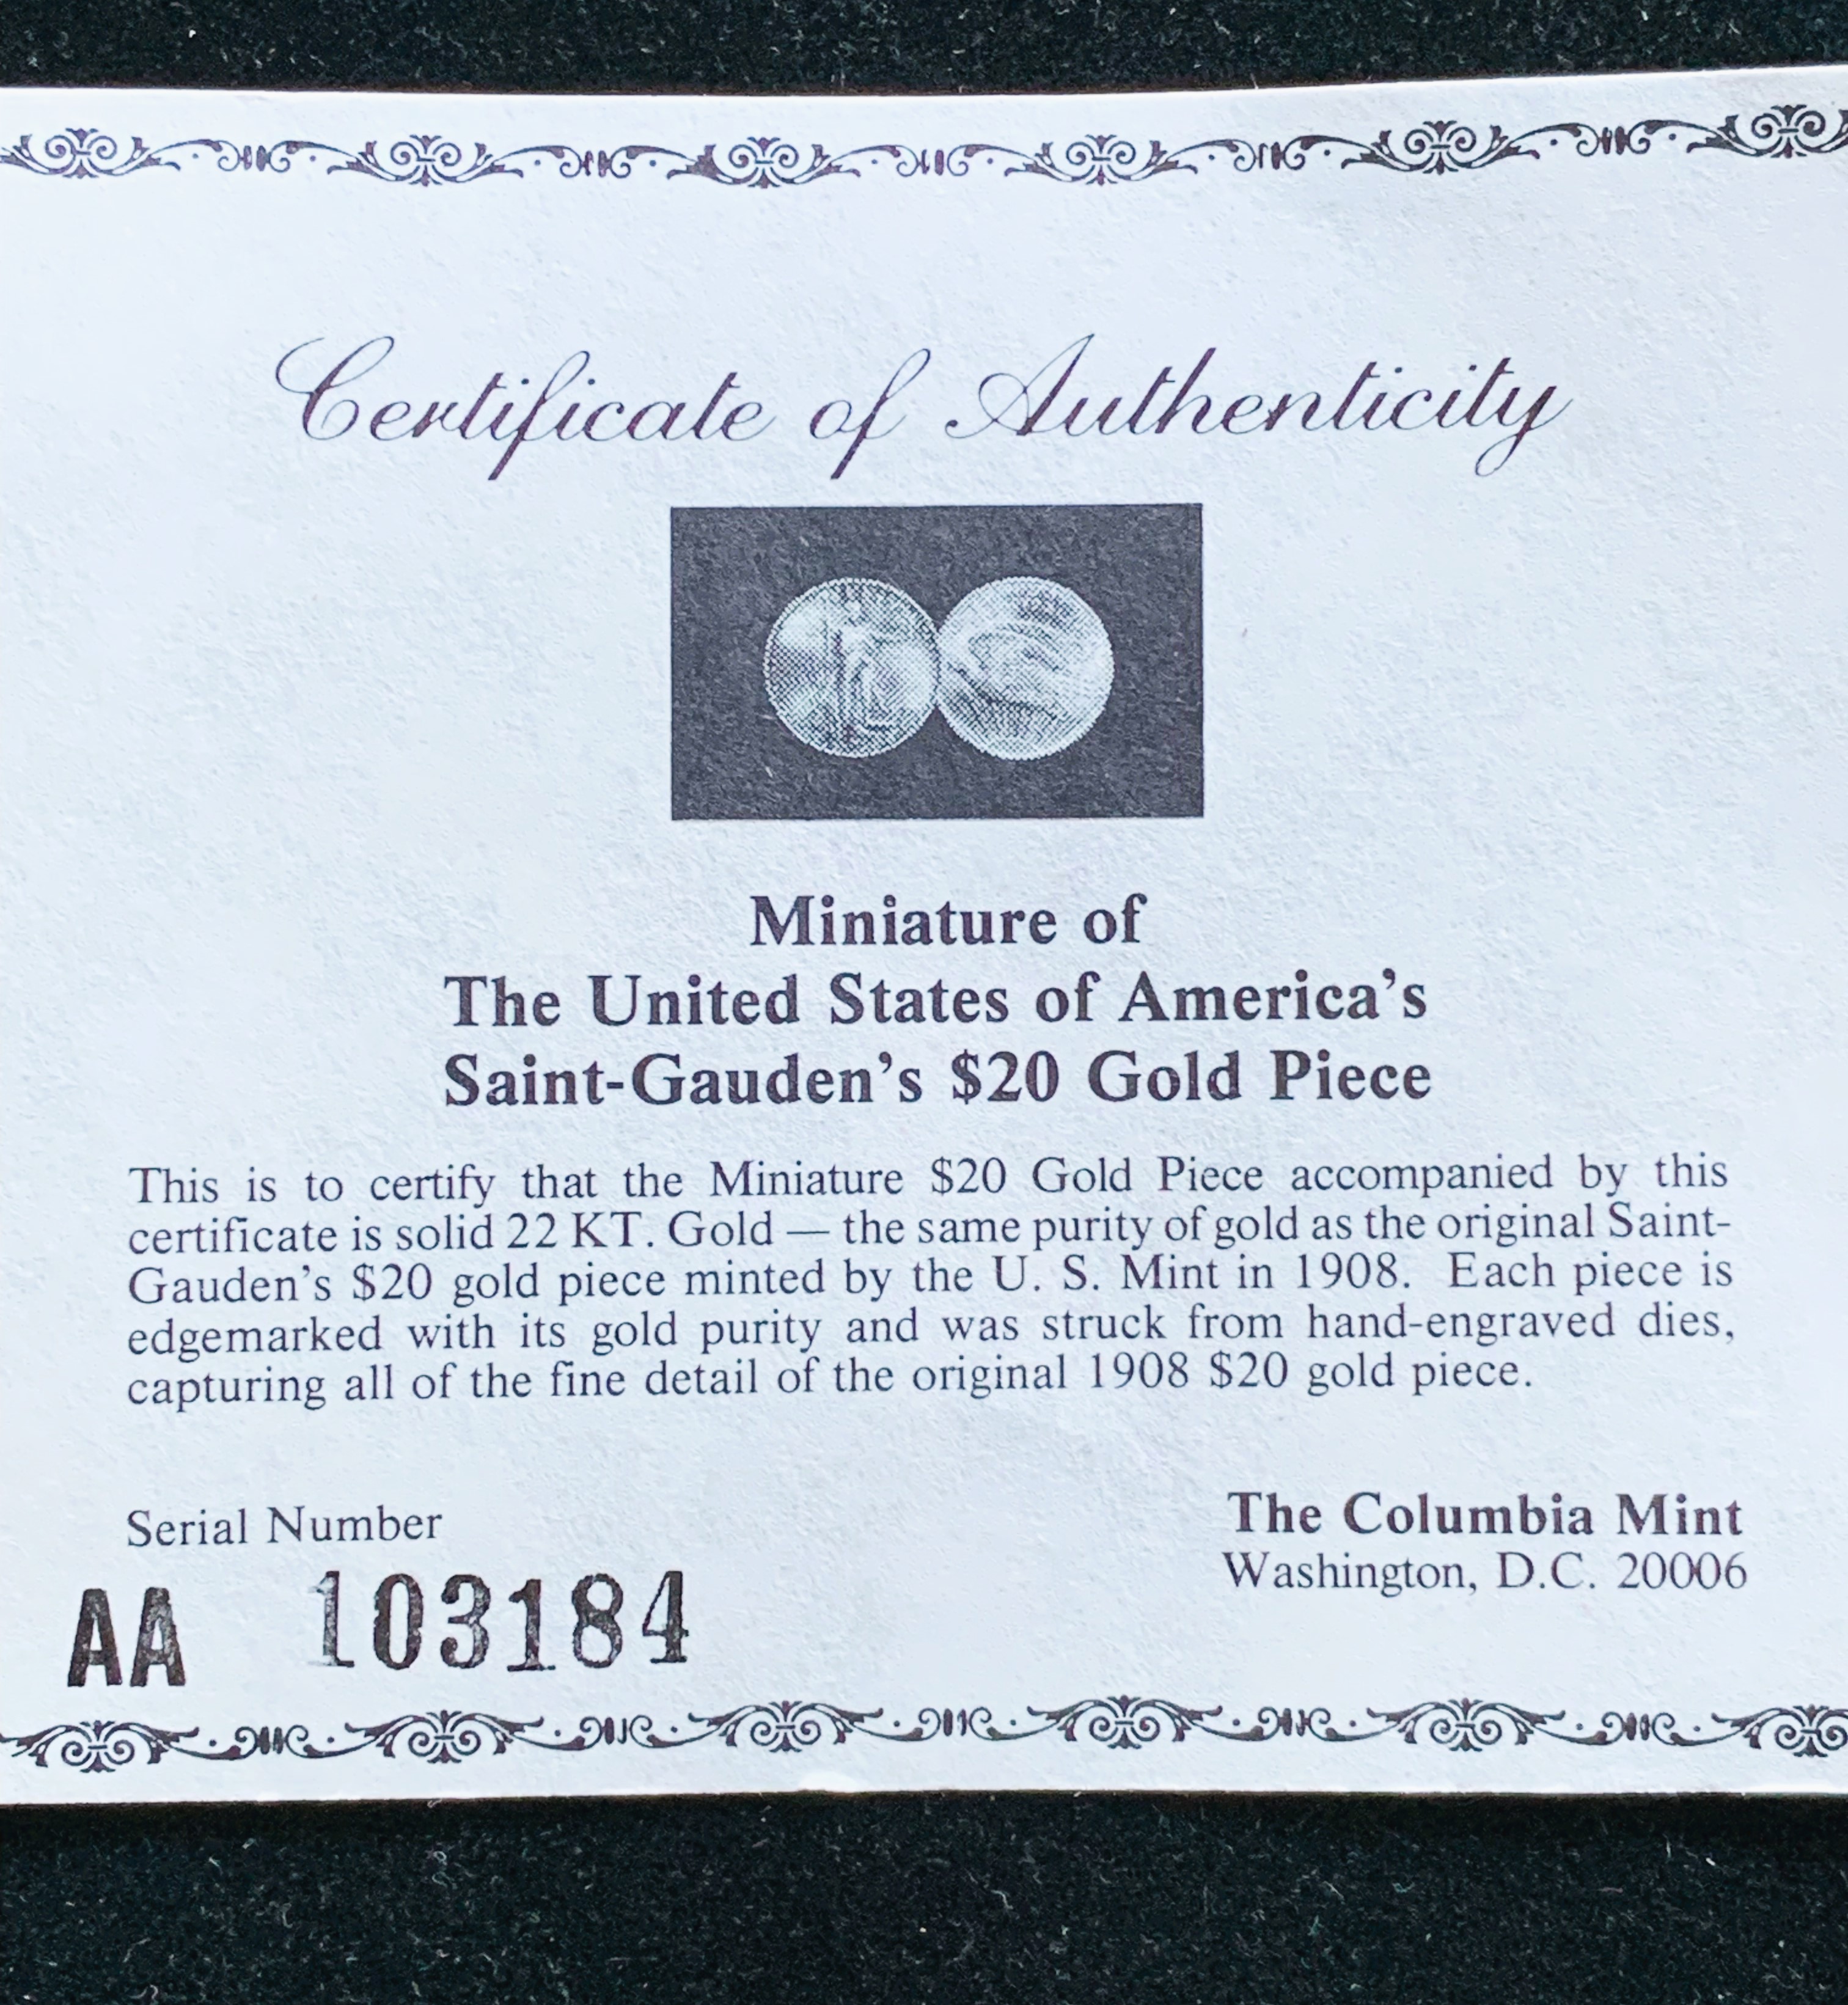 Certificate of Authenticity
Miniature of
The United States of America's
Saint-Gauden's $20 Gold Piece
This is to certify that the Miniature $20 Gold Piece accompanied by this
certificate is solid 22 KT. Gold — the same purity of gold as the original Saint-
Gauden's $20 gold piece minted by the U. S. Mint in 1908. Each piece is
edgemarked with its gold purity and was struck from hand-engraved dies,
capturing all of the fine detail of the original 1908 $20 gold piece.
Serial Number
AA 103184
The Columbia Mint
Washington, D.C. 20006